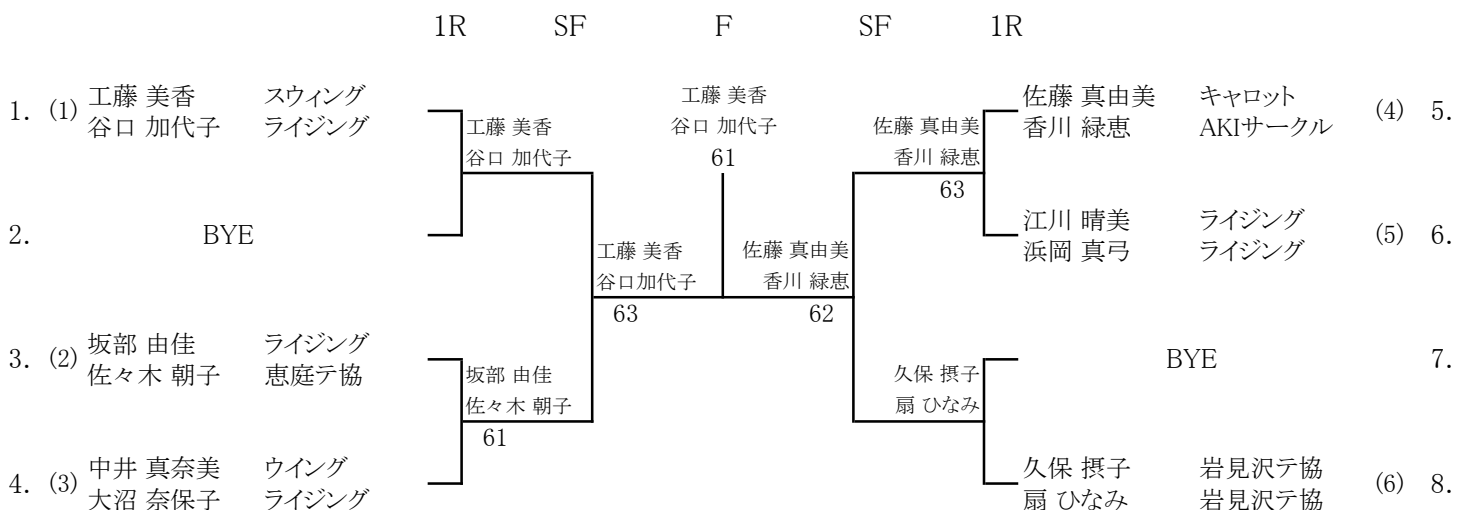 1R SF F SF 1R
1. (1) 工藤 美香 スウィング
谷口 加代子 ライジング
工藤 美香
谷口 加代子
2. BYE
3. (2) 坂部 由佳 ライジング
佐々木 朝子 恵庭テ協
坂部 由佳
佐々木 朝子
61
4. (3) 中井 真奈美 ウイング
大沼 奈保子 ライジング
工藤 美香
谷口加代子
63
工藤 美香
谷口 加代子
61
佐藤 真由美
香川 緑恵
62
佐藤 真由美
香川 緑恵
63
佐藤 真由美 キャロット (4) 5.
香川 緑恵 AKIサークル
江川 晴美 ライジング (5) 6.
浜岡 真弓 ライジング
BYE 7.
久保 摂子
扇 ひなみ
久保 摂子 岩見沢テ協 (6) 8.
扇 ひなみ 岩見沢テ協